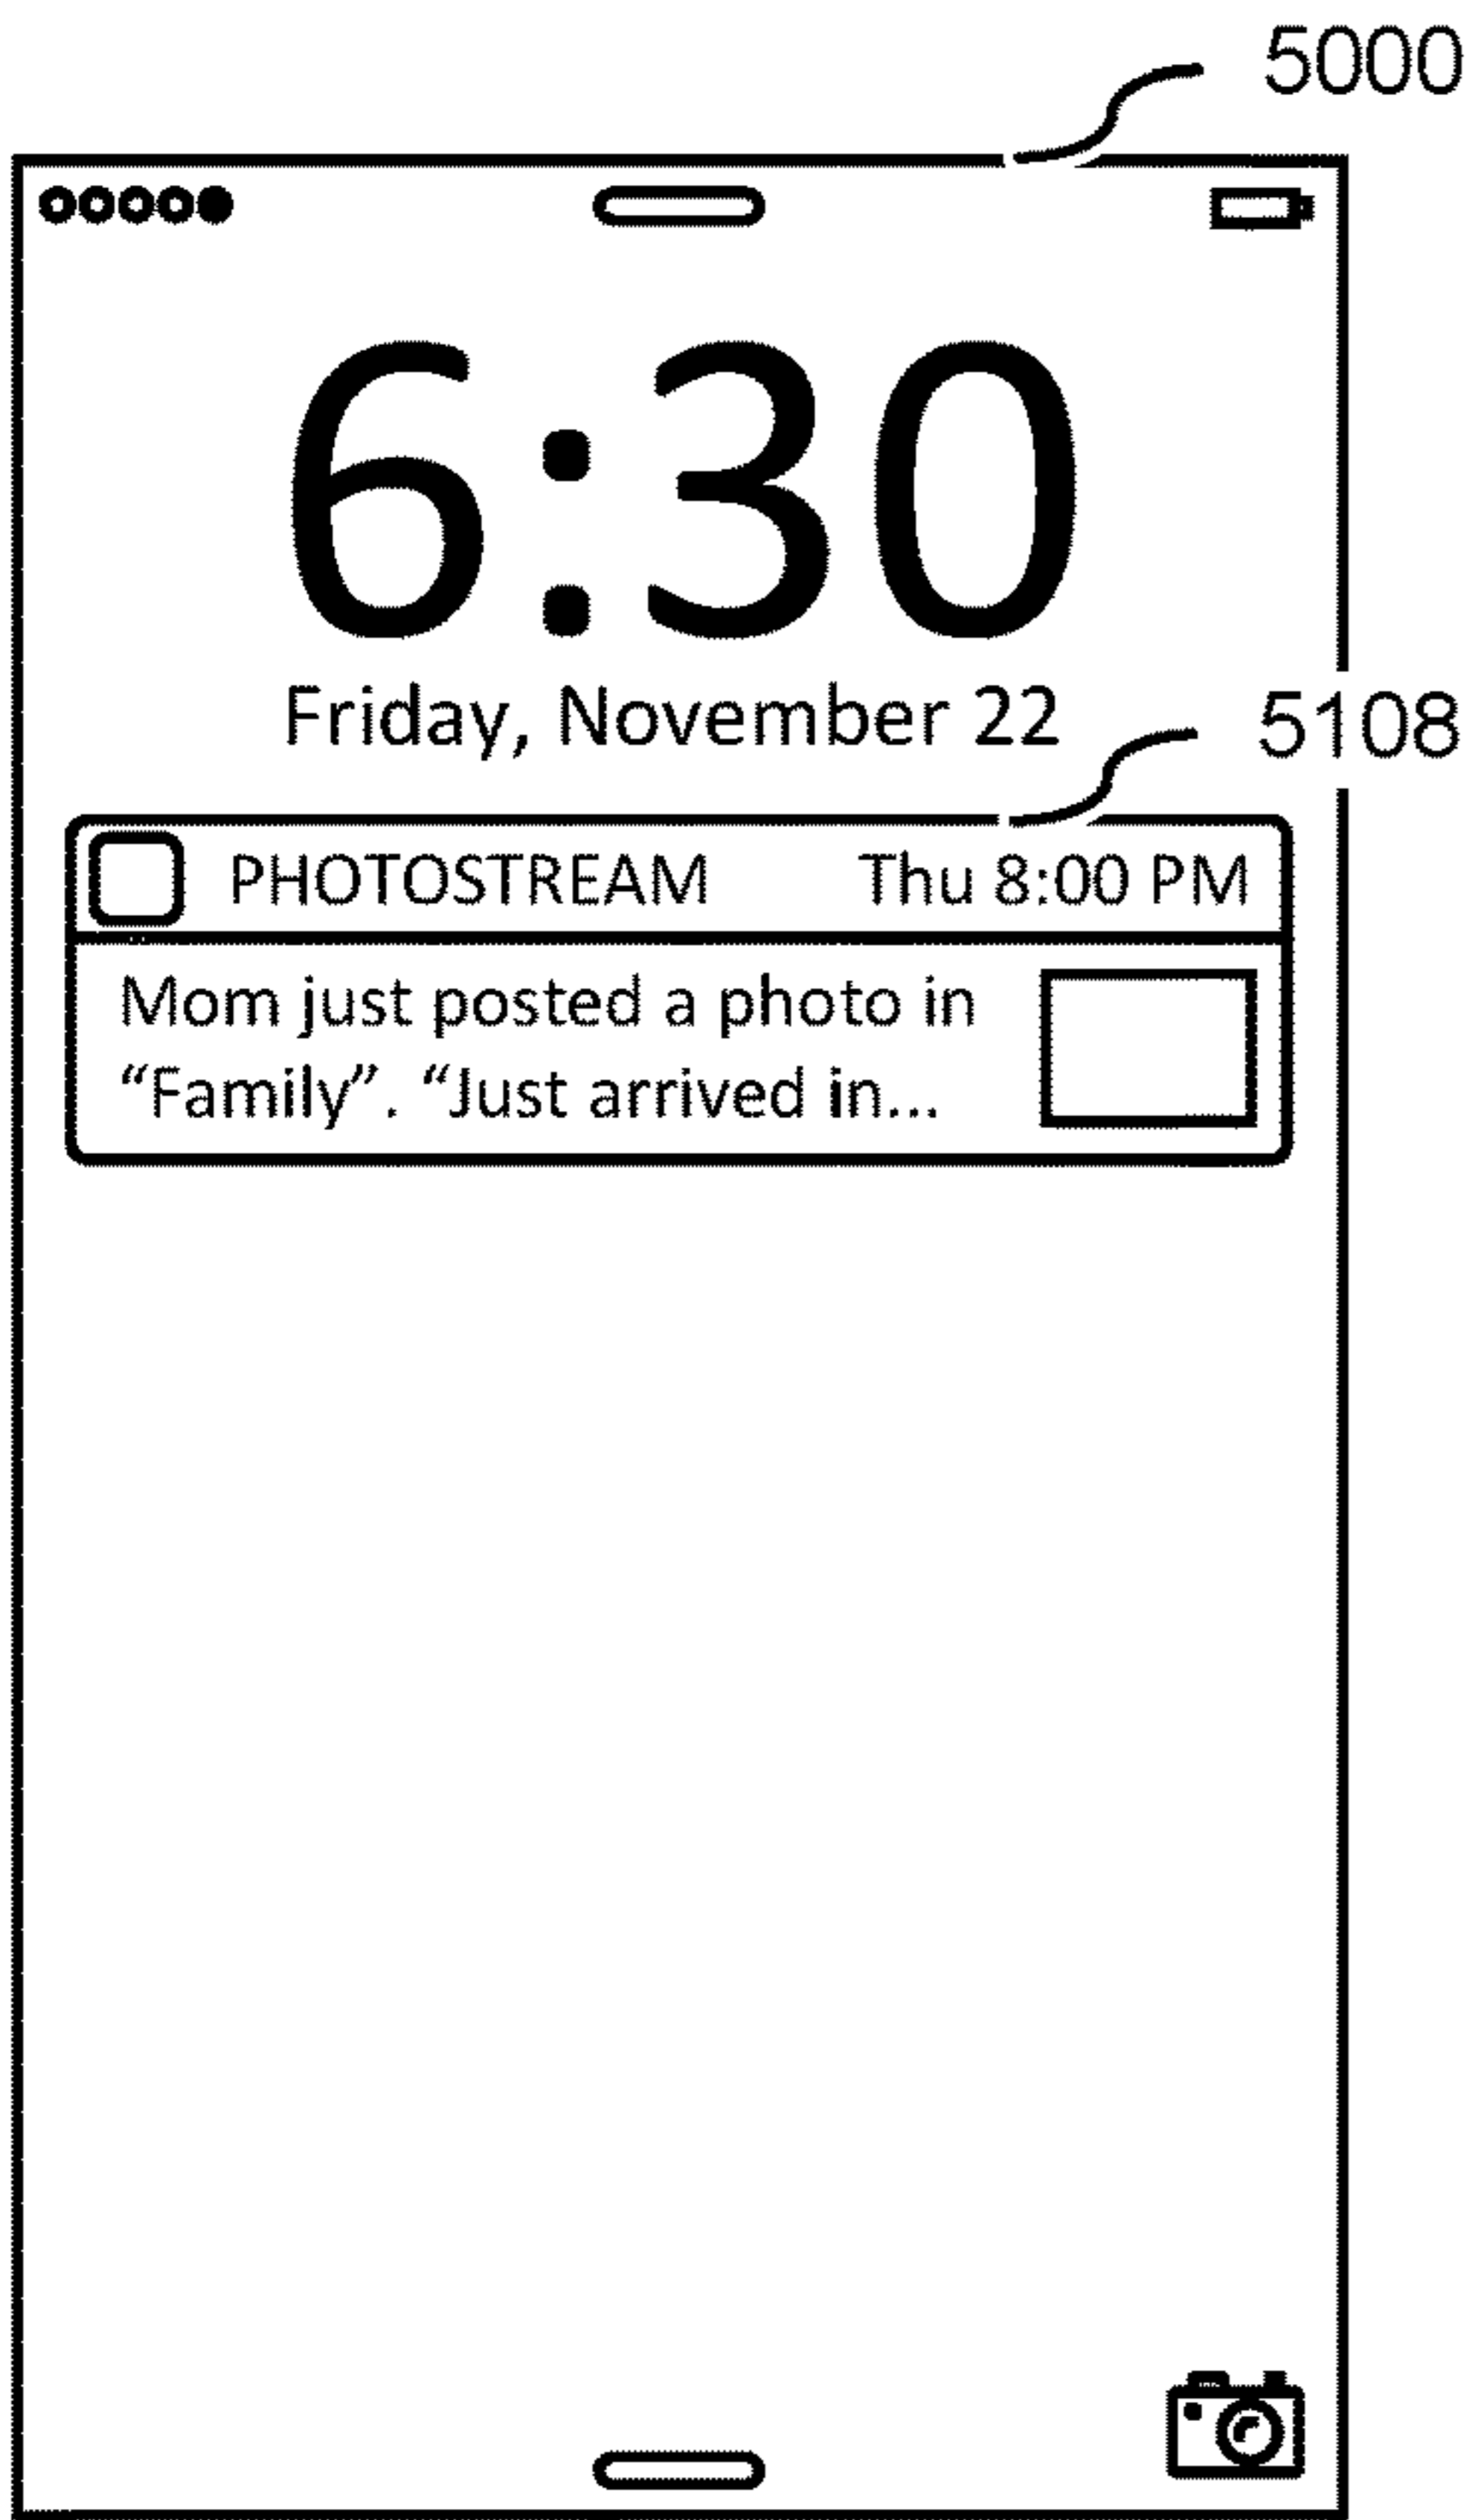 5000
6:30
Friday, November 22
5108
PHOTOSTREAM Thu 8:00 PM
Mom just posted a photo in
“Family”. “Just arrived in...